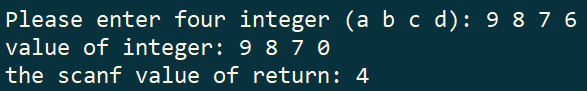 Please enter four integer (a b c d): 9 8 7 6
value of integer: 9 8 7 0
the scanf value of return: 4